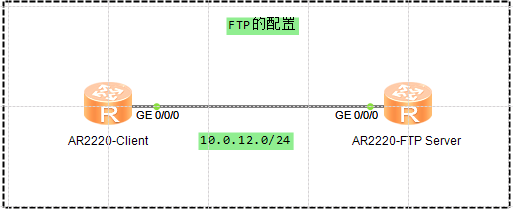 FTP的配置
R
R
GE 0/0/0
GE 0/0/0
AR2220-Client
10.0.12.0/24
AR2220-FTP Server